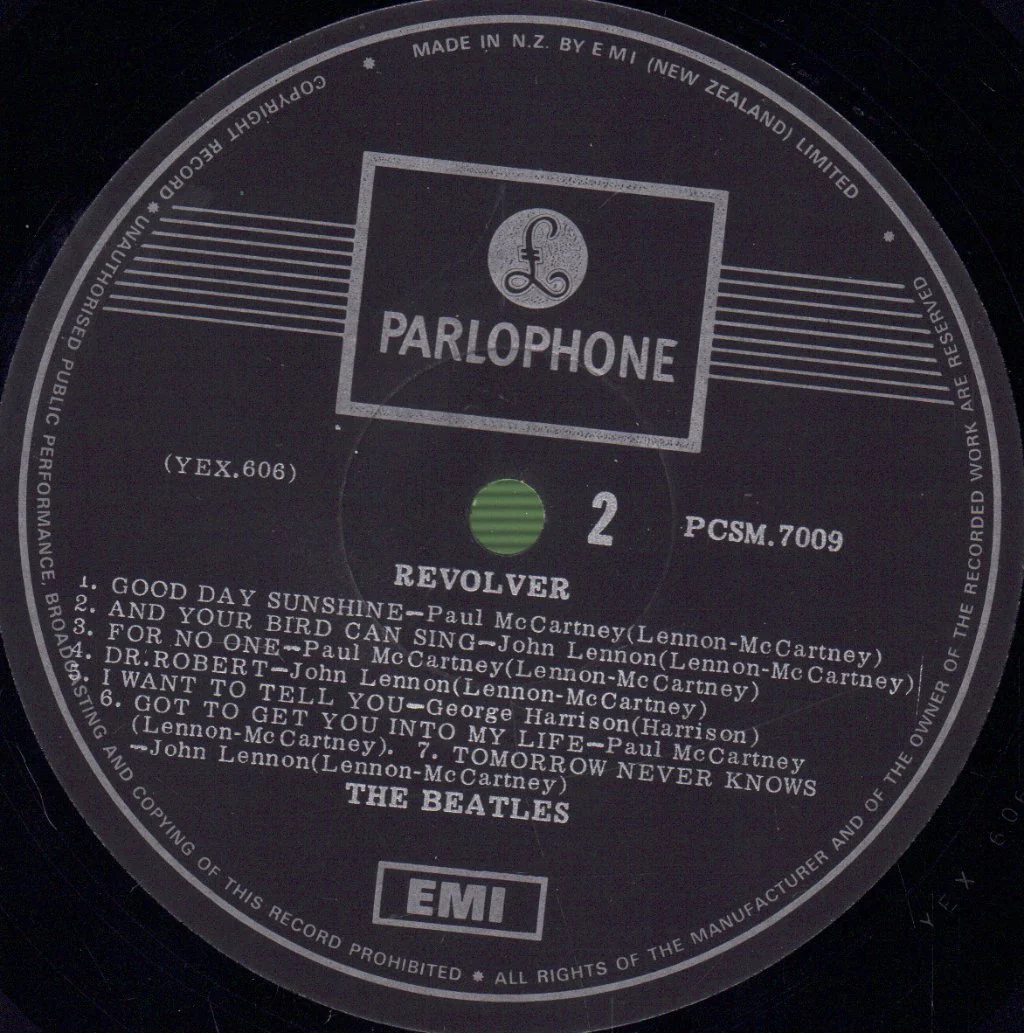 MADE IN N.Z. BY EMI (NEW ZEALAND) LIMITED *
ALL RIGHTS OF THE MANUFACTURER AND OF THE OWNER OF THE RECORDED WORK ARE RESERVED
* UNAUTHORISED PUBLIC PERFORMANCE, BROADCASTING AND COPYING OF THIS RECORD PROHIBITED *
COPYRIGHT RECORD *
£
PARLOPHONE
(YEX.606)
2
PCSM.7009
REVOLVER
1. GOOD DAY SUNSHINE—Paul McCartney(Lennon-McCartney)
2. AND YOUR BIRD CAN SING—John Lennon(Lennon-McCartney)
3. FOR NO ONE—Paul McCartney(Lennon-McCartney)
4. DR.ROBERT—John Lennon(Lennon-McCartney)
5. I WANT TO TELL YOU—George Harrison(Harrison)
6. GOT TO GET YOU INTO MY LIFE—Paul McCartney
(Lennon-McCartney). 7. TOMORROW NEVER KNOWS
—John Lennon(Lennon-McCartney)
THE BEATLES
EMI
YEX 606